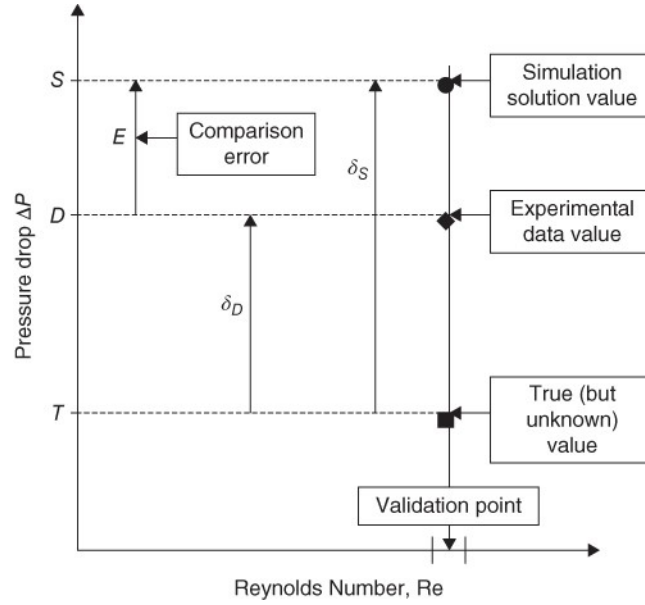 S
Simulation
solution value
E
Comparison
error
δS
D
Experimental
data value
Pressure drop ΔP
δD
T
True (but
unknown)
value
Validation point
Reynolds Number, Re